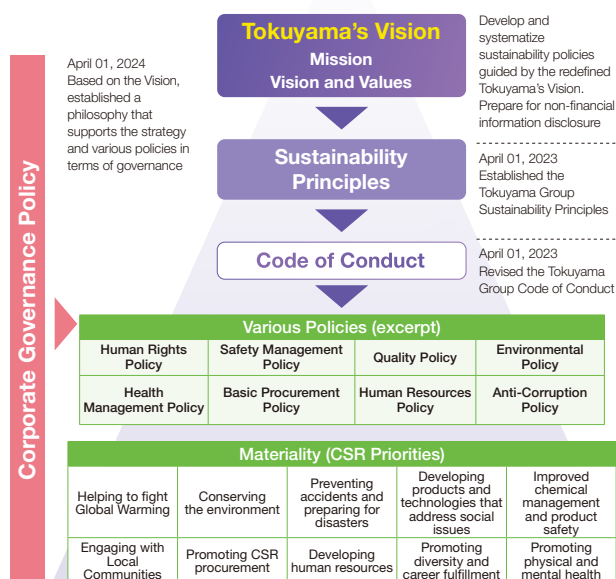 Tokuyama's Vision
Mission
Vision and Values
Develop and
systematize
sustainability policies
guided by the redefined
Tokuyama's Vision.
Prepare for non-financial
information disclosure
April 01, 2024
Based on the Vision,
established a
philosophy that
supports the strategy
and various policies in
terms of governance
Corporate Governance Policy
Sustainability
Principles
April 01, 2023
Established the
Tokuyama Group
Sustainability Principles
Code of Conduct
April 01, 2023
Revised the Tokuyama
Group Code of Conduct
Various Policies (excerpt)
Human Rights
Policy
Safety Management
Policy
Quality Policy
Environmental
Policy
Health
Management Policy
Basic Procurement
Policy
Human Resources
Policy
Anti-Corruption
Policy
Materiality (CSR Priorities)
Helping to fight
Global Warming
Conserving
the environment
Preventing
accidents and
preparing for
disasters
Developing
products and
technologies that
address social
issues
Improved
chemical
management
and product
safety
Engaging with
Local
Communities
Promoting CSR
procurement
Developing
human resources
Promoting
diversity and
career fulfillment
Promoting
physical and
mental health